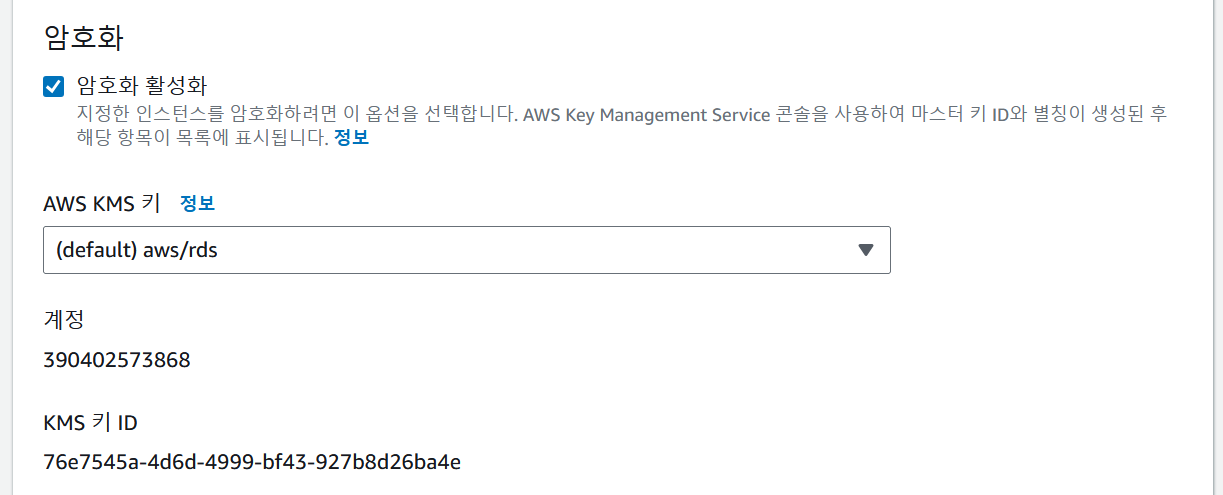 암호화
암호화 활성화
지정한 인스턴스를 암호화하려면 이 옵션을 선택합니다. AWS Key Management Service 콘솔을 사용하여 마스터 키 ID와 별칭이 생성된 후
해당 항목이 목록에 표시됩니다. 정보
AWS KMS 키 정보
(default) aws/rds
계정
390402573868
KMS 키 ID
76e7545a-4d6d-4999-bf43-927b8d26ba4e